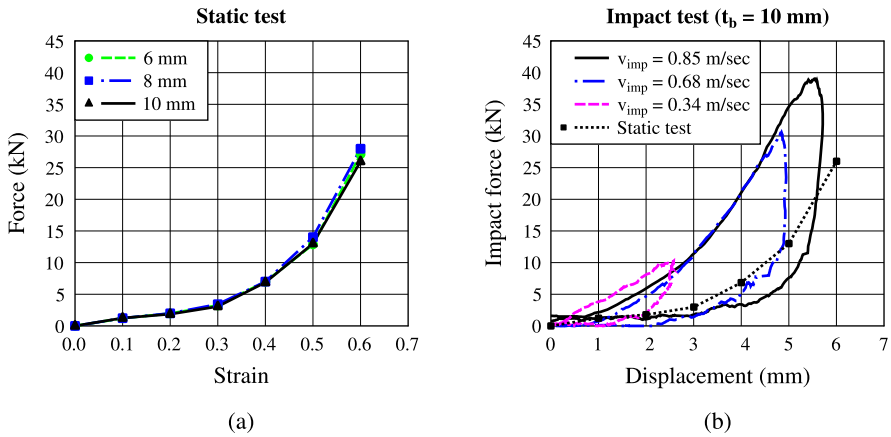 Static test
45
40
35
30
25
20
15
10
5
0
Force (kN)
6 mm
8 mm
10 mm
0.0 0.1 0.2 0.3 0.4 0.5 0.6 0.7
Strain
(a)
Impact test (t_b = 10 mm)
45
40
35
30
25
20
15
10
5
0
Impact force (kN)
v_imp = 0.85 m/sec
v_imp = 0.68 m/sec
v_imp = 0.34 m/sec
Static test
0 1 2 3 4 5 6 7
Displacement (mm)
(b)